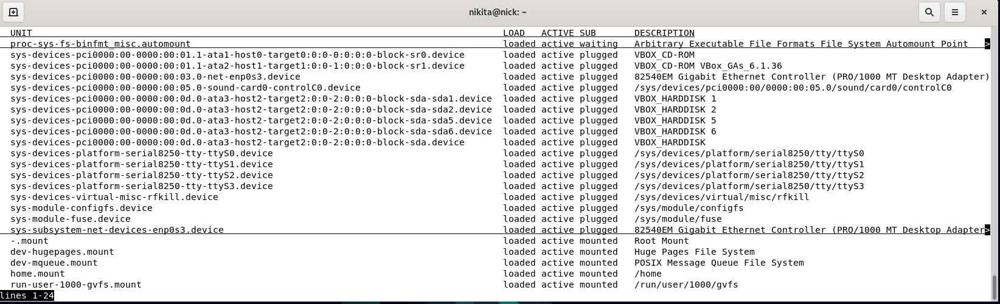 nikita@nick: ~
UNIT LOAD ACTIVE SUB DESCRIPTION
proc-sys-fs-binfmt_misc.automount loaded active waiting Arbitrary Executable File Formats File System Automount Point >
sys-devices-pci0000:00-0000:00:01.1-ata1-host0-target0:0:0-0:0:0:0-block-sr0.device loaded active plugged VBOX_CD-ROM
sys-devices-pci0000:00-0000:00:01.1-ata2-host1-target1:0:0-1:0:0:0-block-sr1.device loaded active plugged VBOX_CD-ROM VBox_GAs_6.1.36
sys-devices-pci0000:00-0000:00:03.0-net-enp0s3.device loaded active plugged 82540EM Gigabit Ethernet Controller (PRO/1000 MT Desktop Adapter)
sys-devices-pci0000:00-0000:00:05.0-sound-card0-controlC0.device loaded active plugged /sys/devices/pci0000:00/0000:00:05.0/sound/card0/controlC0
sys-devices-pci0000:00-0000:00:0d.0-ata3-host2-target2:0:0-2:0:0:0-block-sda-sda1.device loaded active plugged VBOX_HARDDISK 1
sys-devices-pci0000:00-0000:00:0d.0-ata3-host2-target2:0:0-2:0:0:0-block-sda-sda2.device loaded active plugged VBOX_HARDDISK 2
sys-devices-pci0000:00-0000:00:0d.0-ata3-host2-target2:0:0-2:0:0:0-block-sda-sda5.device loaded active plugged VBOX_HARDDISK 5
sys-devices-pci0000:00-0000:00:0d.0-ata3-host2-target2:0:0-2:0:0:0-block-sda-sda6.device loaded active plugged VBOX_HARDDISK 6
sys-devices-pci0000:00-0000:00:0d.0-ata3-host2-target2:0:0-2:0:0:0-block-sda.device loaded active plugged VBOX_HARDDISK
sys-devices-platform-serial8250-tty-ttyS0.device loaded active plugged /sys/devices/platform/serial8250/tty/ttyS0
sys-devices-platform-serial8250-tty-ttyS1.device loaded active plugged /sys/devices/platform/serial8250/tty/ttyS1
sys-devices-platform-serial8250-tty-ttyS2.device loaded active plugged /sys/devices/platform/serial8250/tty/ttyS2
sys-devices-platform-serial8250-tty-ttyS3.device loaded active plugged /sys/devices/platform/serial8250/tty/ttyS3
sys-devices-virtual-misc-rfkill.device loaded active plugged /sys/devices/virtual/misc/rfkill
sys-module-configfs.device loaded active plugged /sys/module/configfs
sys-module-fuse.device loaded active plugged /sys/module/fuse
sys-subsystem-net-devices-enp0s3.device loaded active plugged 82540EM Gigabit Ethernet Controller (PRO/1000 MT Desktop Adapter>
-.mount loaded active mounted Root Mount
dev-hugepages.mount loaded active mounted Huge Pages File System
dev-mqueue.mount loaded active mounted POSIX Message Queue File System
home.mount loaded active mounted /home
run-user-1000-gvfs.mount loaded active mounted /run/user/1000/gvfs
lines 1-24